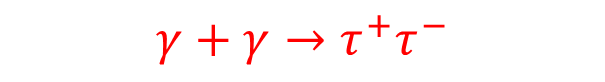 γ + γ → τ⁺τ⁻